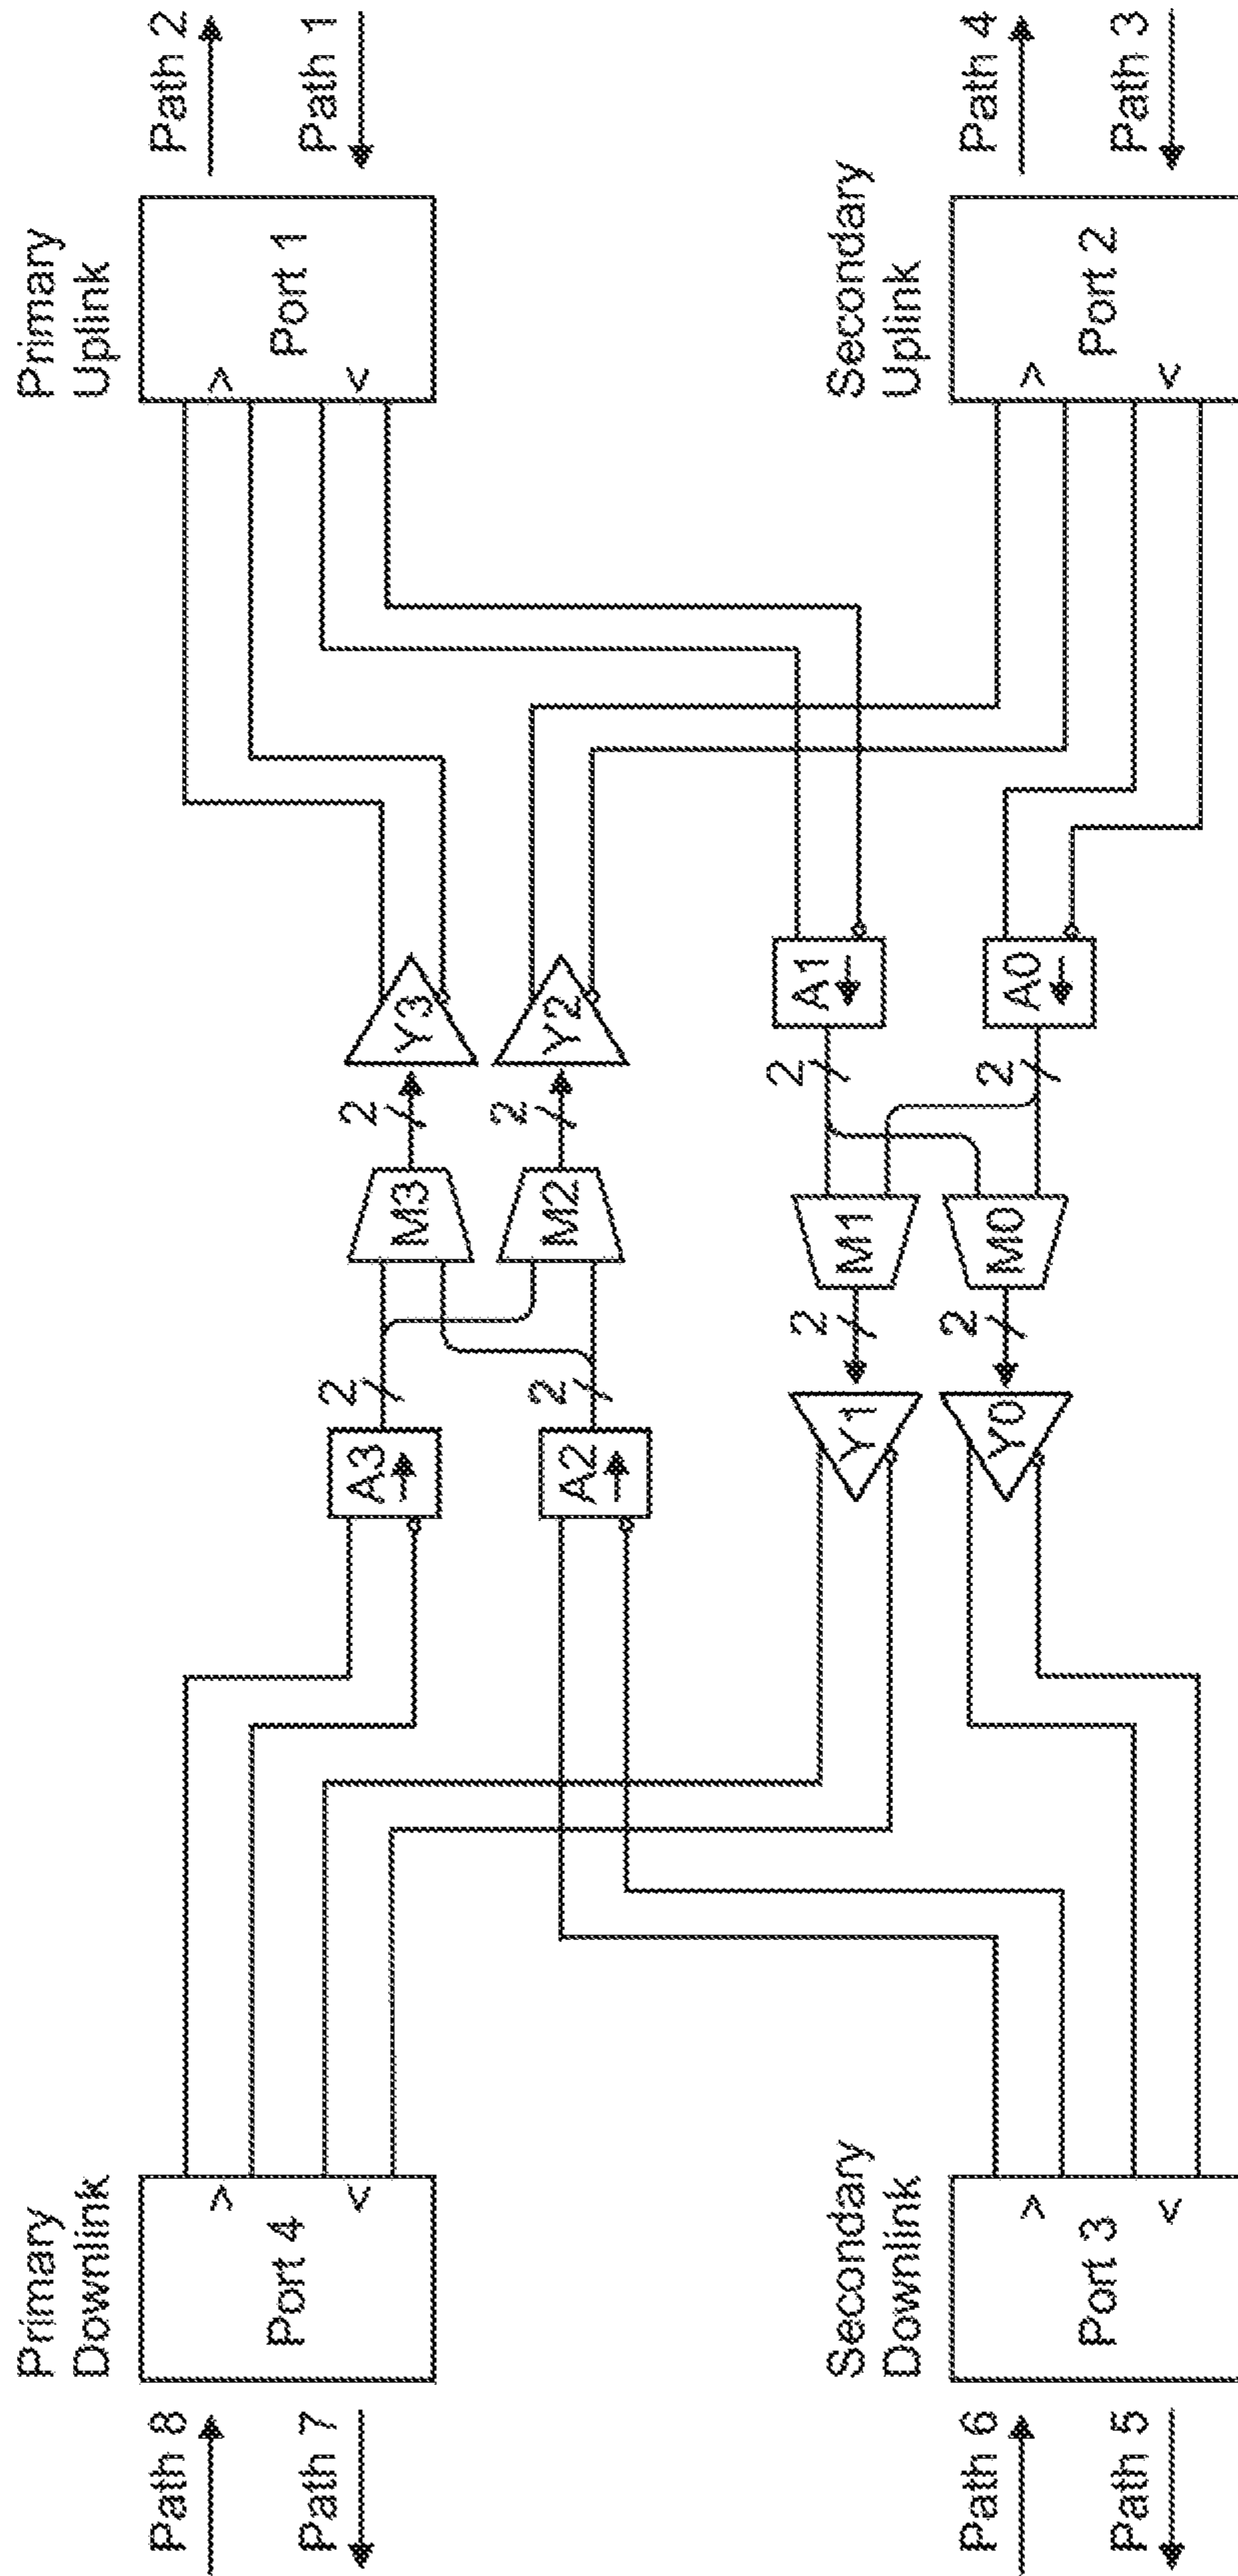 Primary
Downlink
Primary
Uplink
Path 8
Path 7
Port 4
>
<
>
<
Port 1
Path 2
Path 1
A3
2
M3
2
Y3
A2
2
M2
2
Y2
Y1
2
M1
2
A1
Y0
2
M0
2
A0
Secondary
Downlink
Secondary
Uplink
Path 6
Path 5
Port 3
>
<
>
<
Port 2
Path 4
Path 3